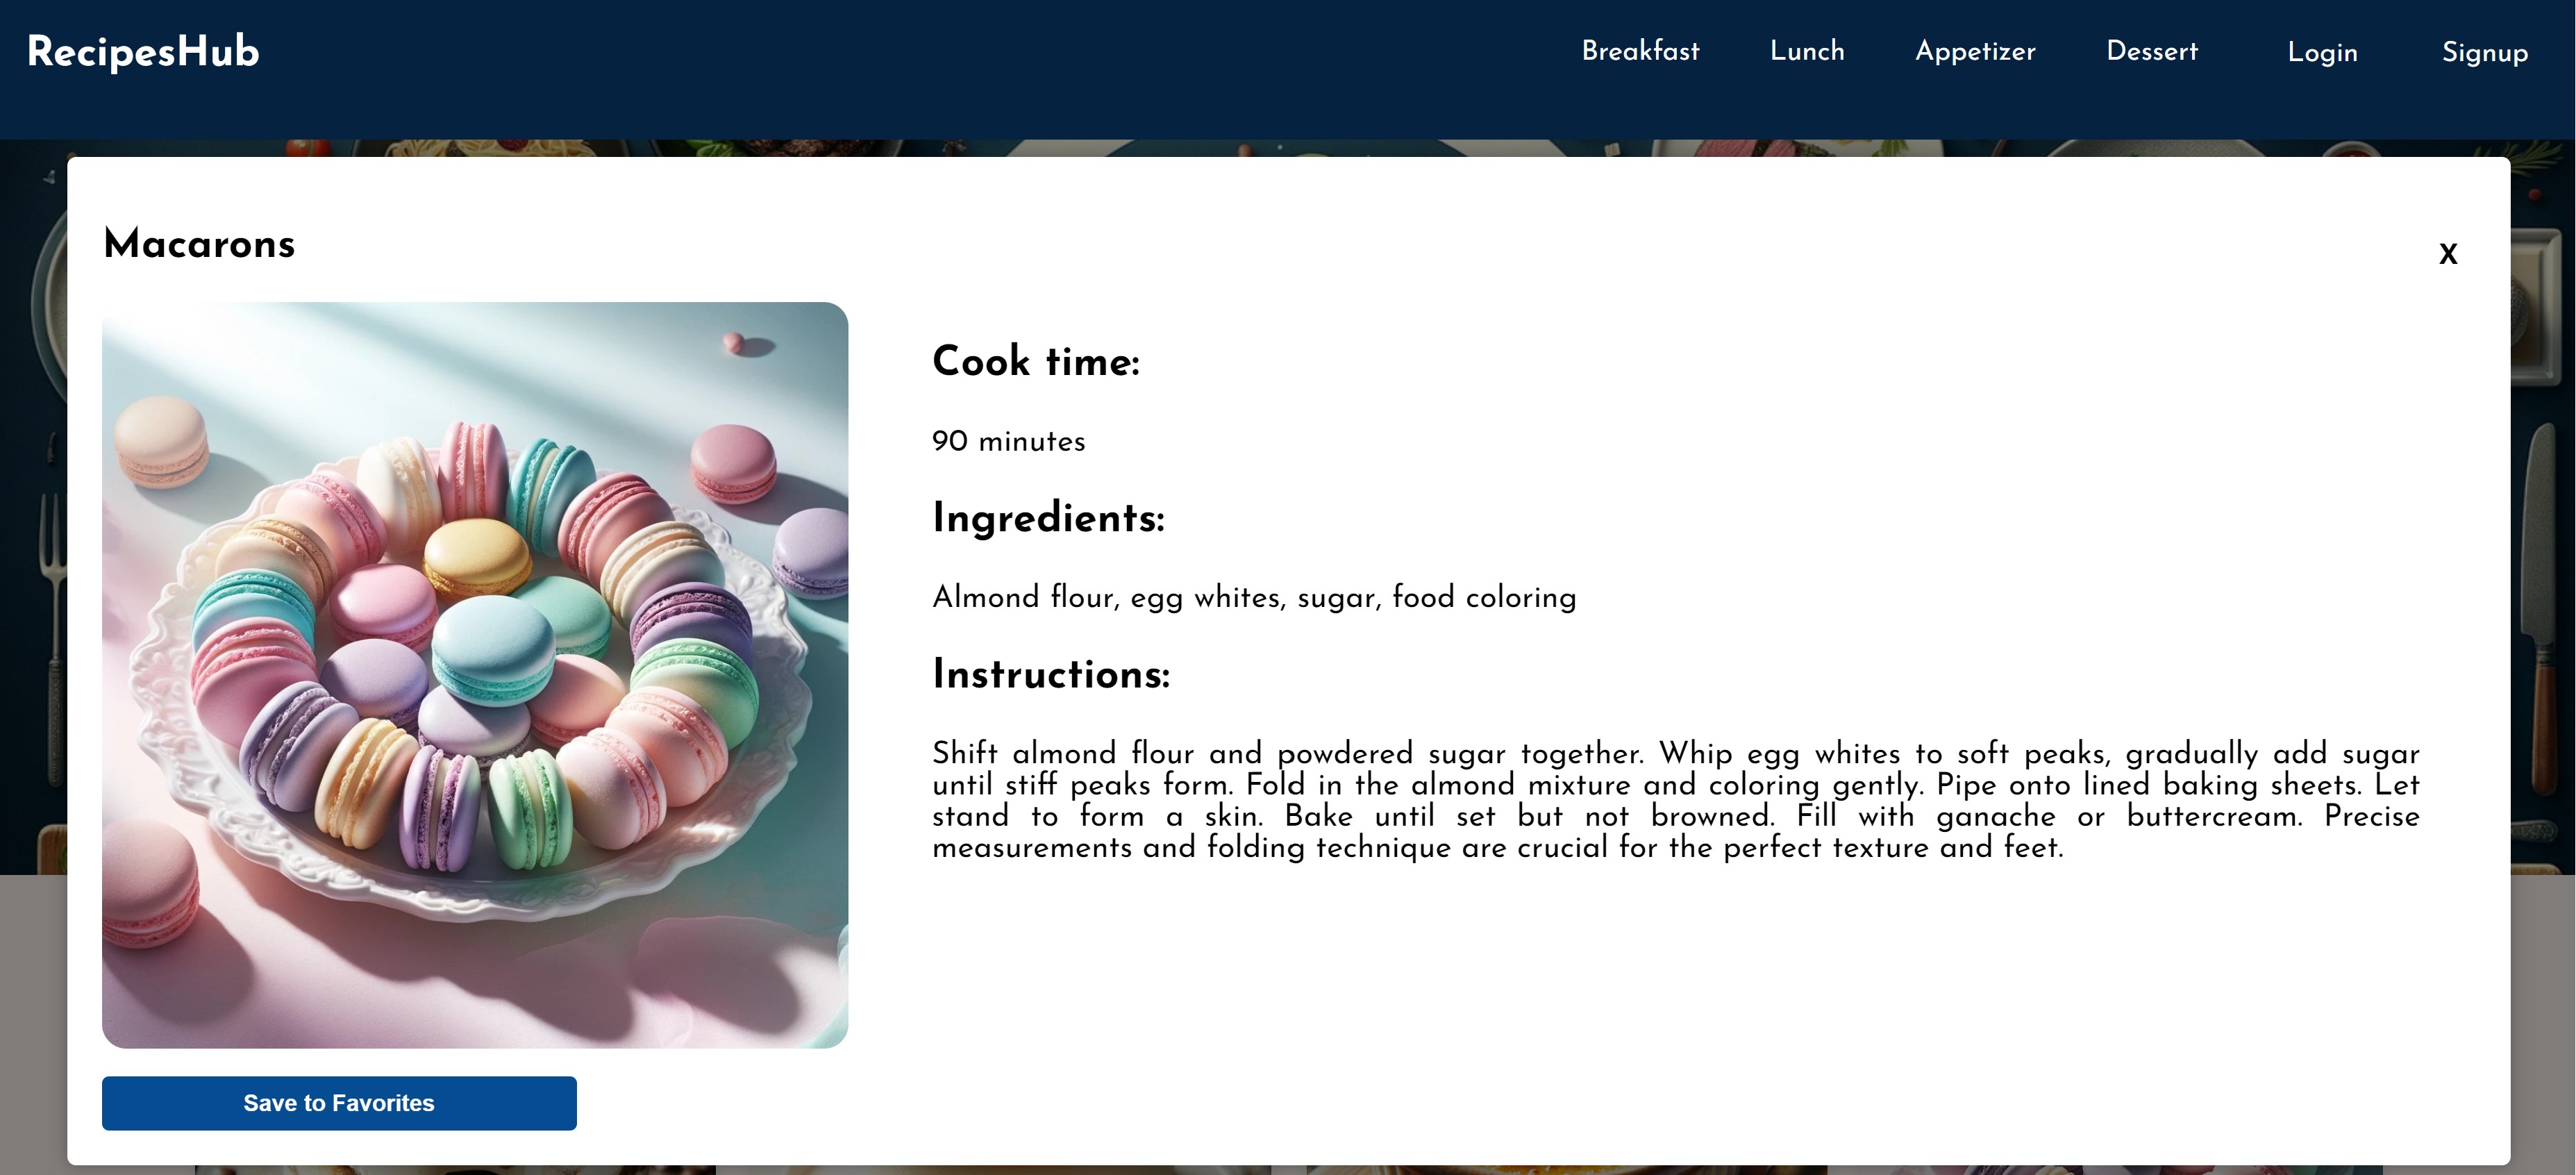 RecipesHub
Breakfast Lunch Appetizer Dessert Login Signup
Macarons
X
Cook time:
90 minutes
Ingredients:
Almond flour, egg whites, sugar, food coloring
Instructions:
Shift almond flour and powdered sugar together. Whip egg whites to soft peaks, gradually add sugar
until stiff peaks form. Fold in the almond mixture and coloring gently. Pipe onto lined baking sheets. Let
stand to form a skin. Bake until set but not browned. Fill with ganache or buttercream. Precise
measurements and folding technique are crucial for the perfect texture and feet.
Save to Favorites